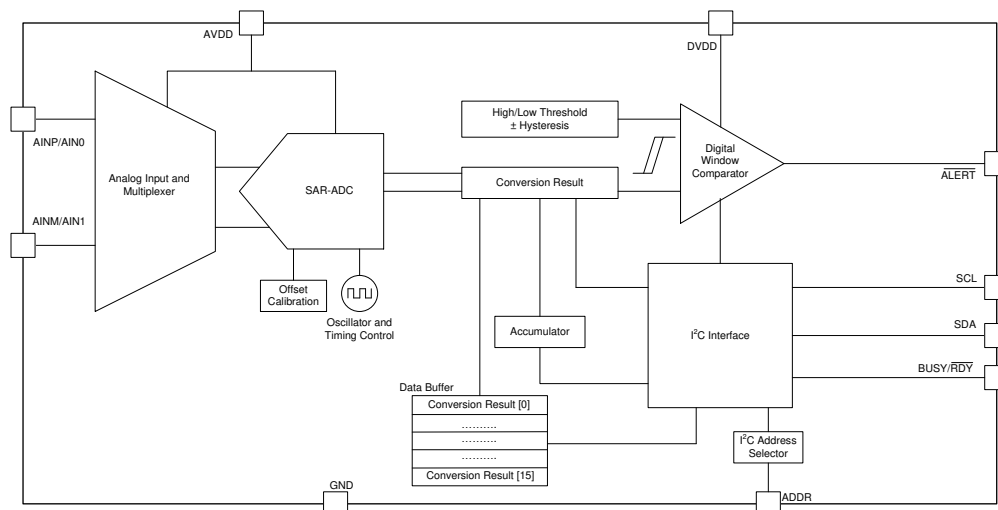 AVDD
DVDD
AINP/AIN0
AINM/AIN1
Analog Input and
Multiplexer
SAR-ADC
Offset
Calibration
Oscillator and
Timing Control
High/Low Threshold
± Hysteresis
Conversion Result
Digital
Window
Comparator
ALERT
Accumulator
I²C Interface
SCL
SDA
BUSY/RDY
Data Buffer
Conversion Result [0]
..........
..........
..........
Conversion Result [15]
I²C Address
Selector
GND
ADDR